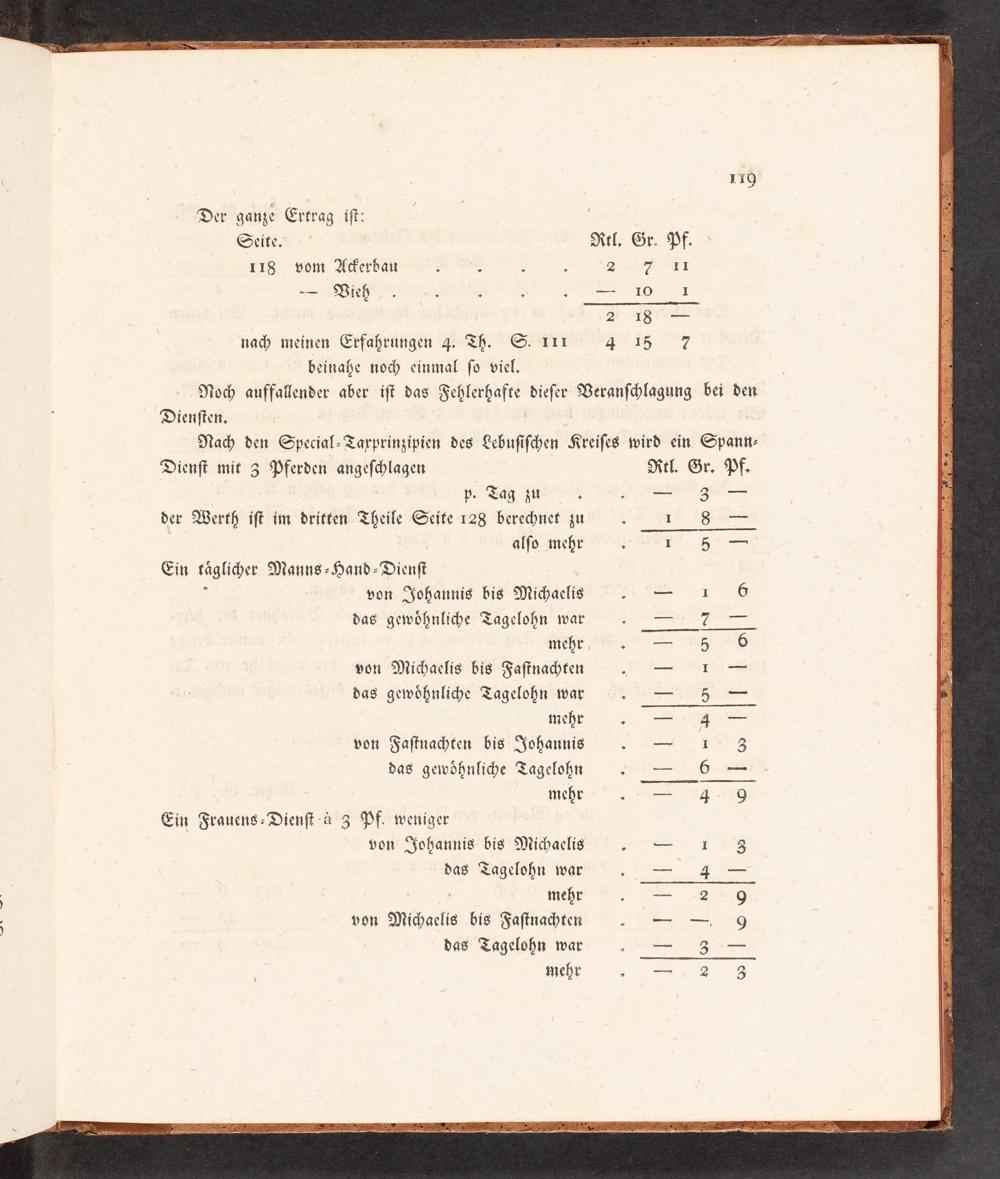 119
Der ganze Ertrag ist:
Seite. Rtl. Gr. Pf.
118 vom Ackerbau . . . . 2 7 11
— Vieh . . . . . — 10 1
2 18 —
nach meinen Erfahrungen 4. Th. S. 111 4 15 7
beinahe noch einmal so viel.
Noch auffallender aber ist das Fehlerhafte dieser Veranschlagung bei den
Diensten.
Nach den Special-Taxprinzipien des Lebusischen Kreises wird ein Spann-
Dienst mit 3 Pferden angeschlagen Rtl. Gr. Pf.
p. Tag zu . . — 3 —
der Werth ist im dritten Theile Seite 128 berechnet zu . 1 8 —
also mehr . 1 5 —
Ein täglicher Manns-Hand-Dienst
von Johannis bis Michaelis . — 1 6
das gewöhnliche Tagelohn war . — 7 —
mehr . — 5 6
von Michaelis bis Fastnachten . — 1 —
das gewöhnliche Tagelohn war . — 5 —
mehr . — 4 —
von Fastnachten bis Johannis . — 1 3
das gewöhnliche Tagelohn . — 6 —
mehr . — 4 9
Ein Frauens-Dienst à 3 Pf. weniger
von Johannis bis Michaelis . — 1 3
das Tagelohn war . — 4 —
mehr . — 2 9
von Michaelis bis Fastnachten . — —. 9
das Tagelohn war . — 3 —
mehr . — 2 3